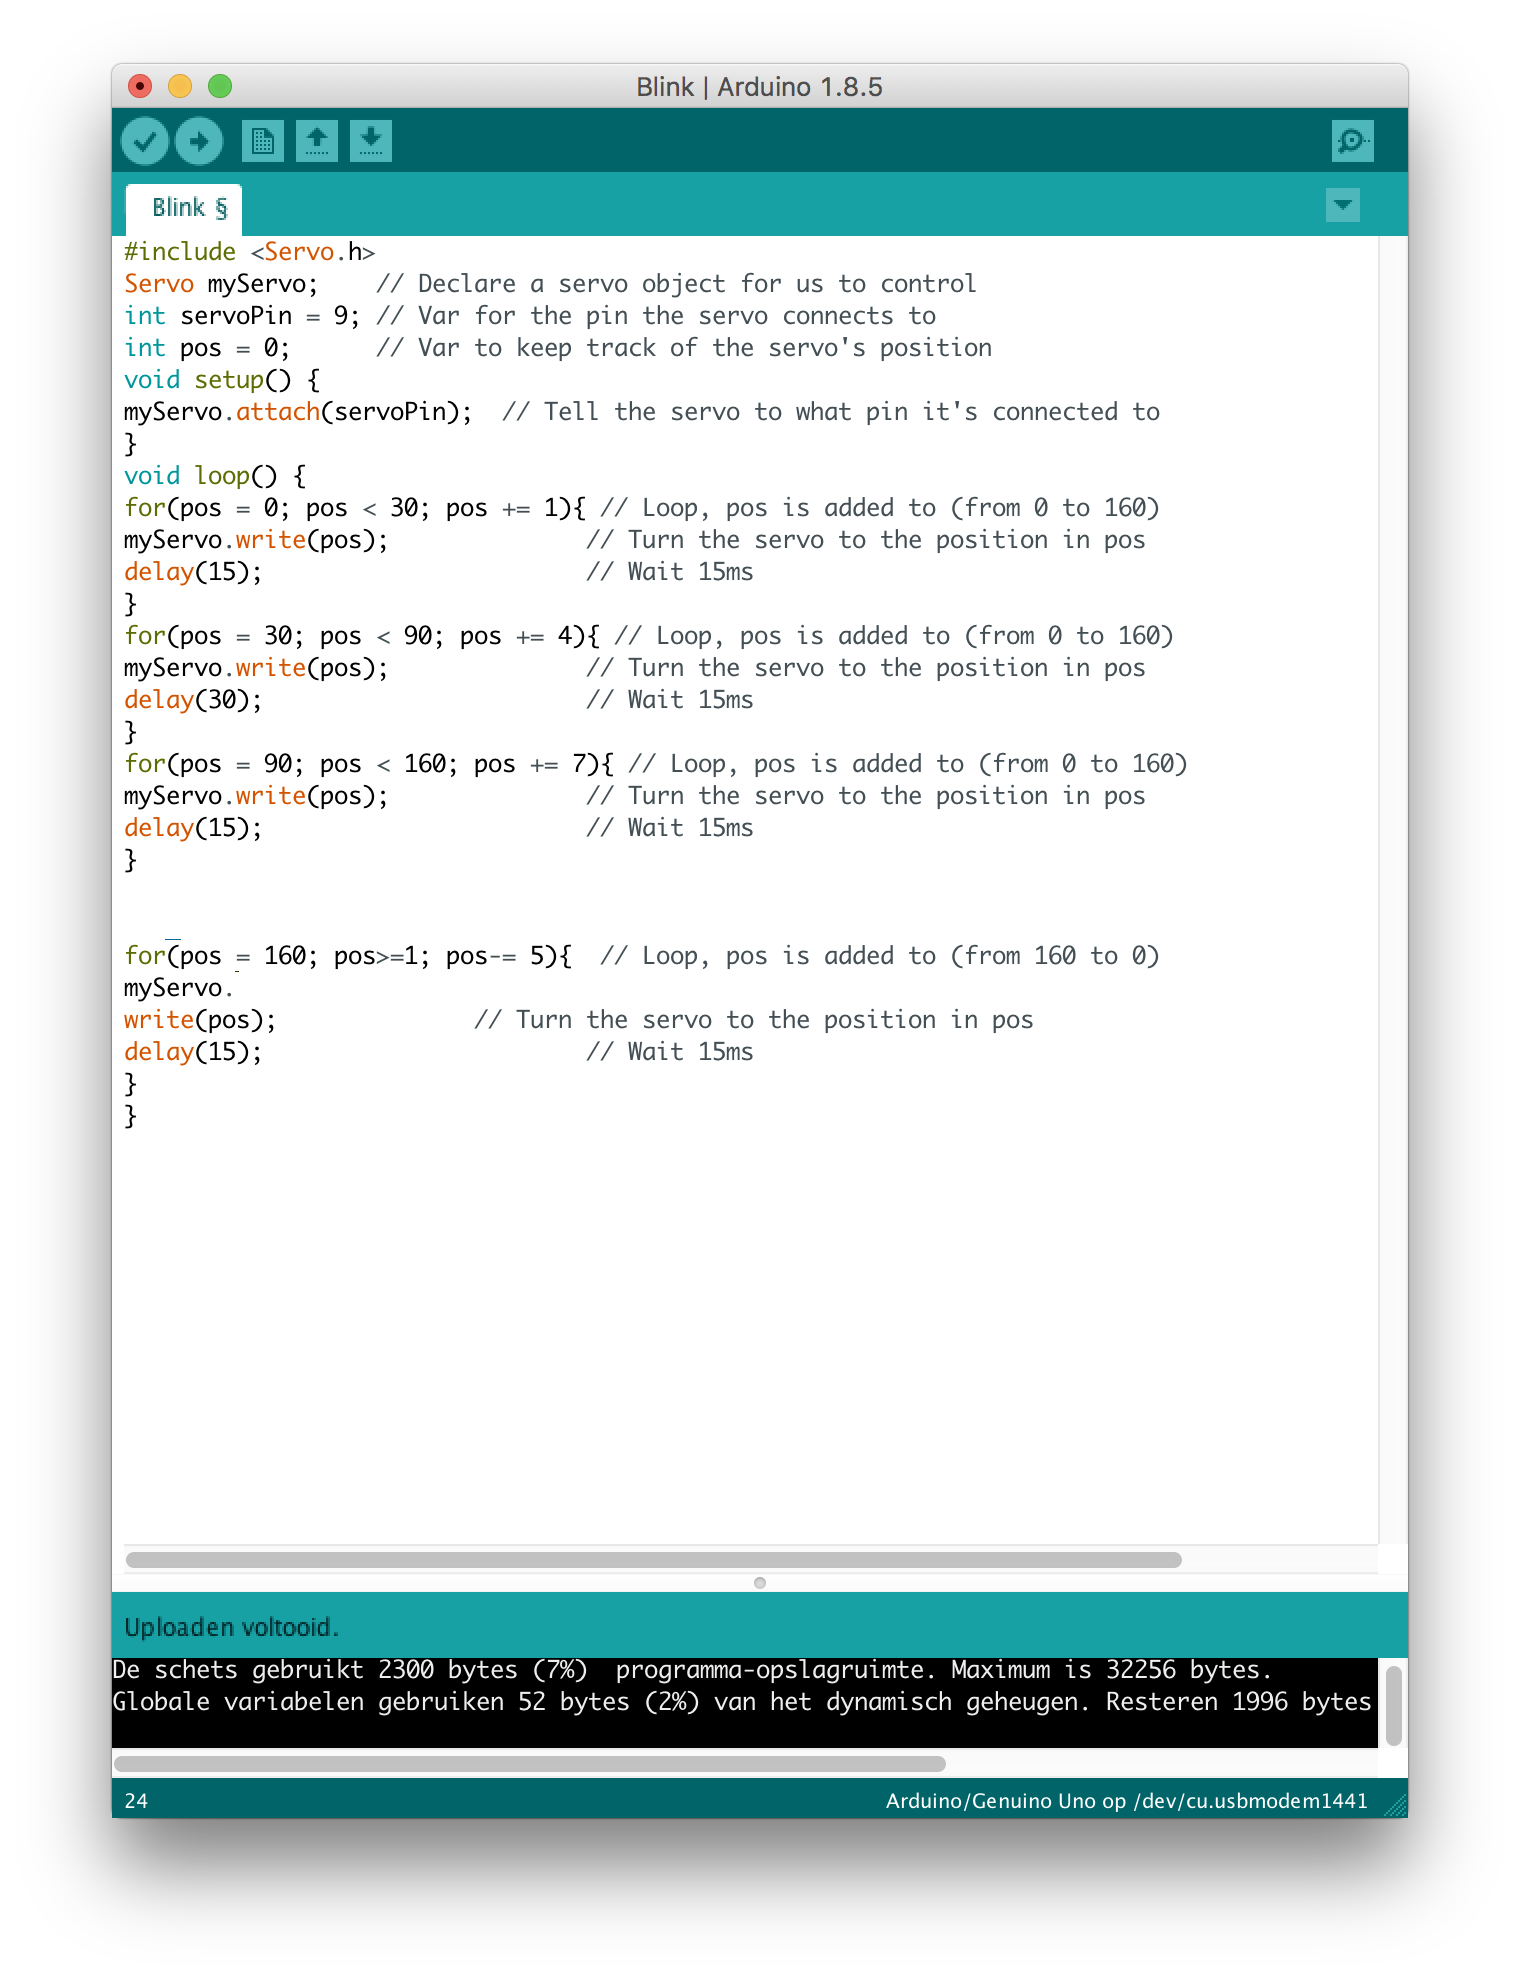 Blink | Arduino 1.8.5
Blink §
#include <Servo.h>
Servo myServo;    // Declare a servo object for us to control
int servoPin = 9; // Var for the pin the servo connects to
int pos = 0;      // Var to keep track of the servo's position
void setup() {
myServo.attach(servoPin);  // Tell the servo to what pin it's connected to
}
void loop() {
for(pos = 0; pos < 30; pos += 1){ // Loop, pos is added to (from 0 to 160)
myServo.write(pos);              // Turn the servo to the position in pos
delay(15);                       // Wait 15ms
}
for(pos = 30; pos < 90; pos += 4){ // Loop, pos is added to (from 0 to 160)
myServo.write(pos);              // Turn the servo to the position in pos
delay(30);                       // Wait 15ms
}
for(pos = 90; pos < 160; pos += 7){ // Loop, pos is added to (from 0 to 160)
myServo.write(pos);              // Turn the servo to the position in pos
delay(15);                       // Wait 15ms
}
for(pos = 160; pos>=1; pos-= 5){  // Loop, pos is added to (from 160 to 0)
myServo.
write(pos);              // Turn the servo to the position in pos
delay(15);                       // Wait 15ms
}
}
Uploaden voltooid.
De schets gebruikt 2300 bytes (7%)  programma-opslagruimte. Maximum is 32256 bytes.
Globale variabelen gebruiken 52 bytes (2%) van het dynamisch geheugen. Resteren 1996 bytes
24
Arduino/Genuino Uno op /dev/cu.usbmodem1441